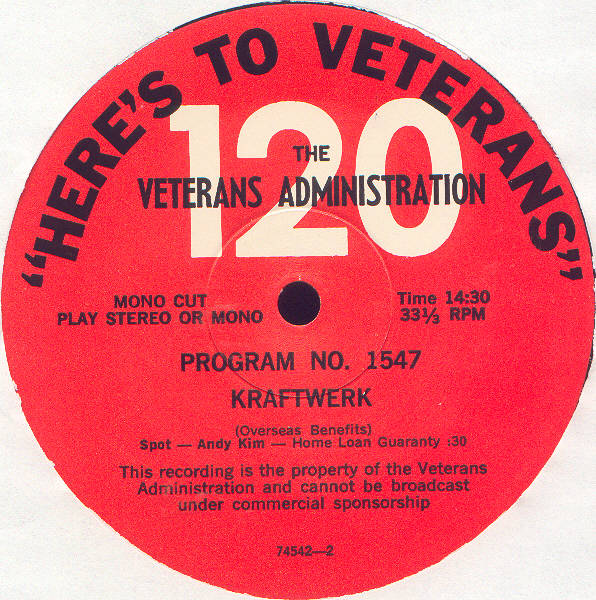 "HERE'S TO VETERANS"
120
THE
VETERANS ADMINISTRATION
MONO CUT
PLAY STEREO OR MONO
Time 14:30
33⅓ RPM
PROGRAM NO. 1547
KRAFTWERK
(Overseas Benefits)
Spot — Andy Kim — Home Loan Guaranty :30
This recording is the property of the Veterans
Administration and cannot be broadcast
under commercial sponsorship
74542—2